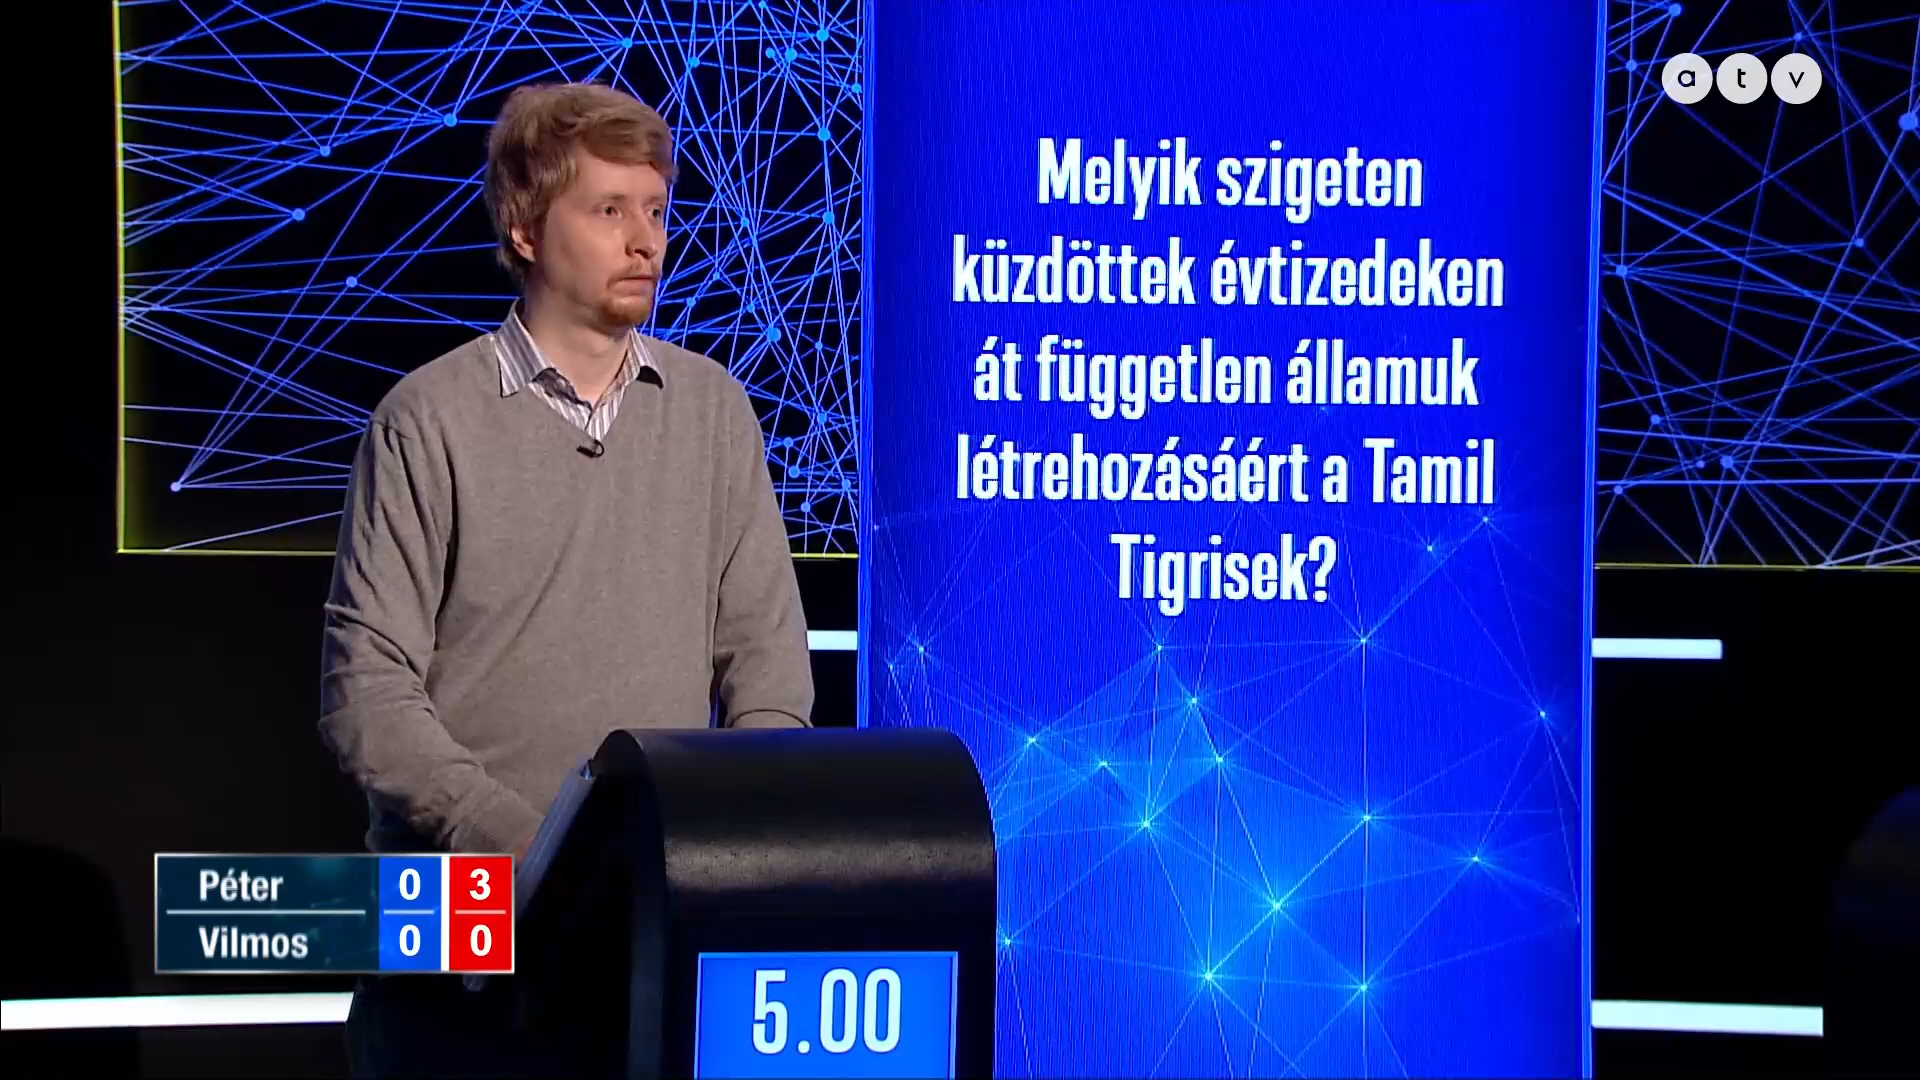 a t v
Melyik szigeten
küzdöttek évtizedeken
át független államuk
létrehozásáért a Tamil
Tigrisek?
Péter 0 3
Vilmos 0 0
5.00